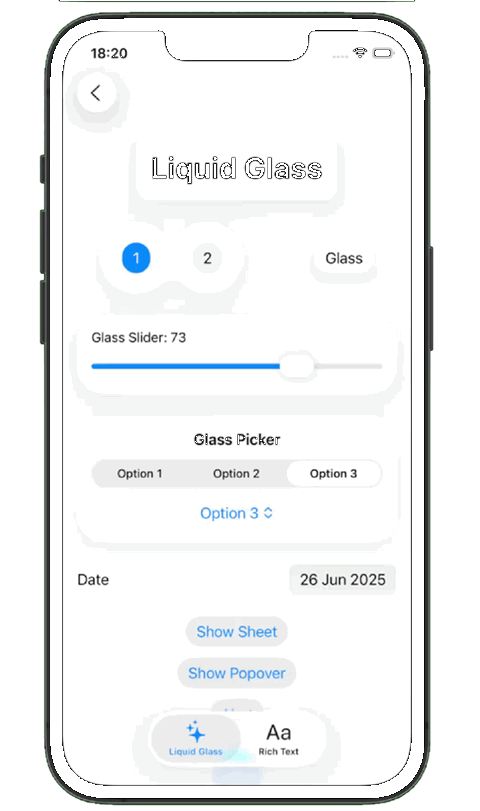 18:20
Liquid Glass
1 2 Glass
Glass Slider: 73
Glass Picker
Option 1 Option 2 Option 3
Option 3
Date 26 Jun 2025
Show Sheet
Show Popover
Aa
Liquid Glass Rich Text